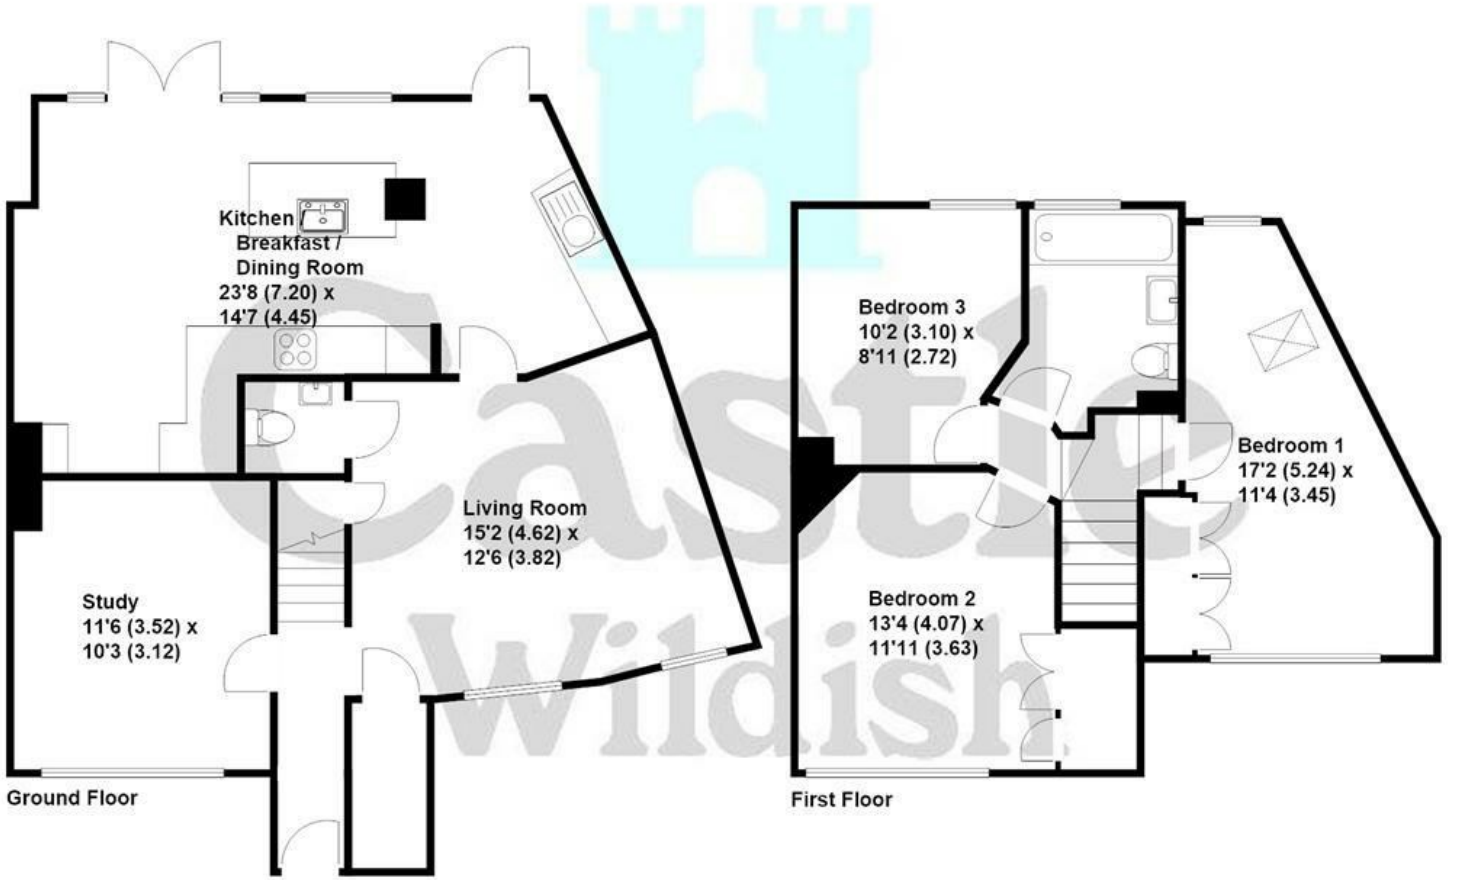 Kitchen /
Breakfast /
Dining Room
23'8 (7.20) x
14'7 (4.45)
Living Room
15'2 (4.62) x
12'6 (3.82)
Study
11'6 (3.52) x
10'3 (3.12)
Ground Floor
Bedroom 3
10'2 (3.10) x
8'11 (2.72)
Bedroom 1
17'2 (5.24) x
11'4 (3.45)
Bedroom 2
13'4 (4.07) x
11'11 (3.63)
First Floor
Castle
Wildish